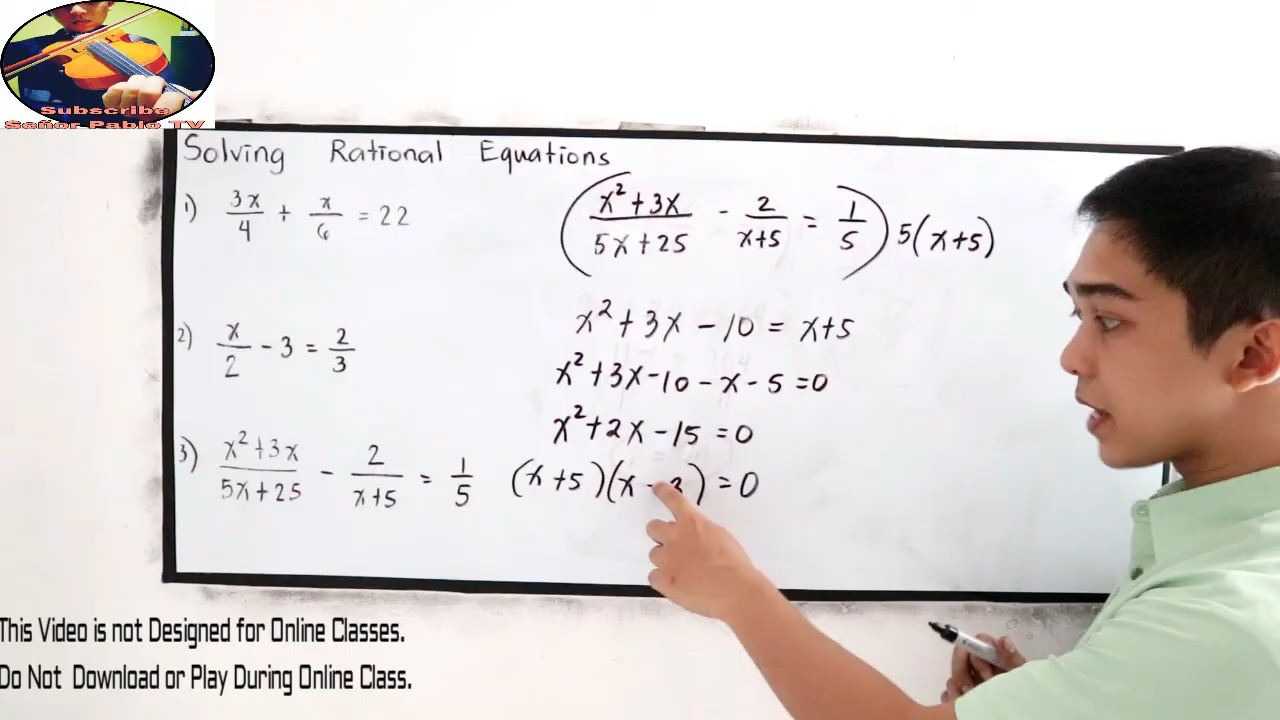 Subscribe
Señor Pablo TV
Solving Rational Equations
1) 3x/4 + x/6 = 22
2) x/2 - 3 = 2/3
3) x² + 3x / 5x + 25 - 2 / x+5 = 1/5
(x² + 3x / 5x + 25 - 2 / x+5 = 1/5) 5(x+5)
x² + 3x - 10 = x+5
x² + 3x - 10 - x - 5 = 0
x² + 2x - 15 = 0
(x + 5)(x - 3) = 0
This Video is not Designed for Online Classes.
Do Not Download or Play During Online Class.